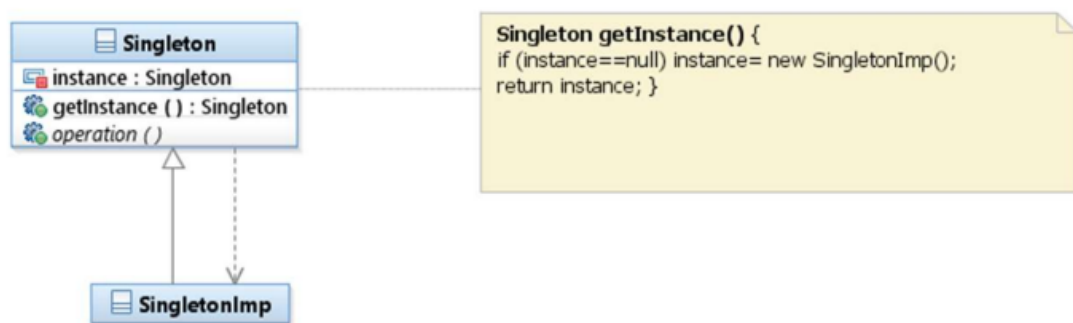 Singleton
instance : Singleton
getInstance ( ) : Singleton
operation ( )
Singleton getInstance() {
if (instance==null) instance= new SingletonImp();
return instance; }
SingletonImp